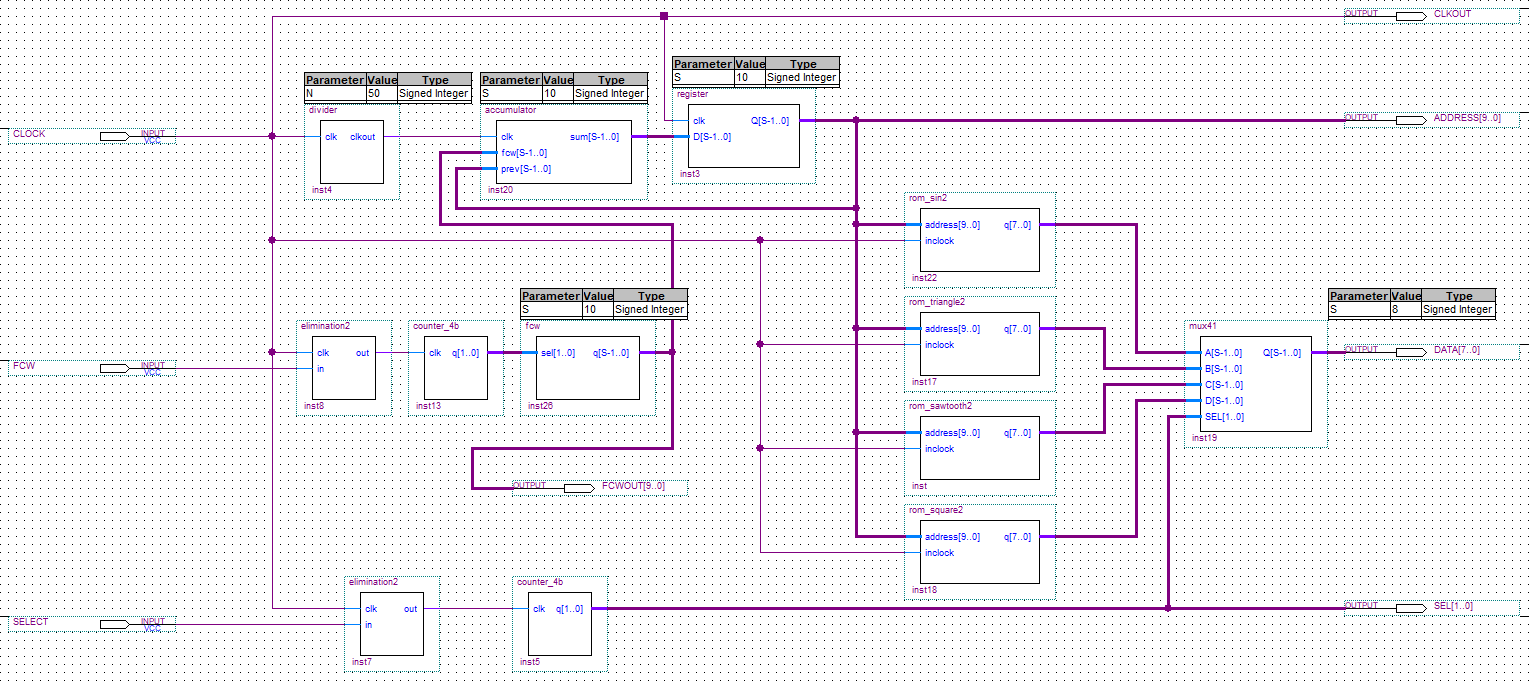 OUTPUT CLKOUT
Parameter Value Type
S 10 Signed Integer
register
clk Q[S-1..0]
D[S-1..0]
inst3
OUTPUT ADDRESS[9..0]
Parameter Value Type
N 50 Signed Integer
divider
clk clkout
inst4
Parameter Value Type
S 10 Signed Integer
accumulator
clk sum[S-1..0]
fcw[S-1..0]
prev[S-1..0]
inst20
CLOCK INPUT
VCC
rom_sin2
address[9..0] q[7..0]
inclock
inst22
rom_triangle2
address[9..0] q[7..0]
inclock
inst17
Parameter Value Type
S 10 Signed Integer
fcw
sel[1..0] q[S-1..0]
inst26
elimination2
clk out
in
inst8
counter_4b
clk q[1..0]
inst13
FCW INPUT
VCC
Parameter Value Type
S 8 Signed Integer
mux41
A[S-1..0] Q[S-1..0]
B[S-1..0]
C[S-1..0]
D[S-1..0]
SEL[1..0]
inst19
OUTPUT DATA[7..0]
rom_sawtooth2
address[9..0] q[7..0]
inclock
inst
OUTPUT FCWOUT[9..0]
rom_square2
address[9..0] q[7..0]
inclock
inst18
elimination2
clk out
in
inst7
counter_4b
clk q[1..0]
inst5
OUTPUT SEL[1..0]
SELECT INPUT
VCC